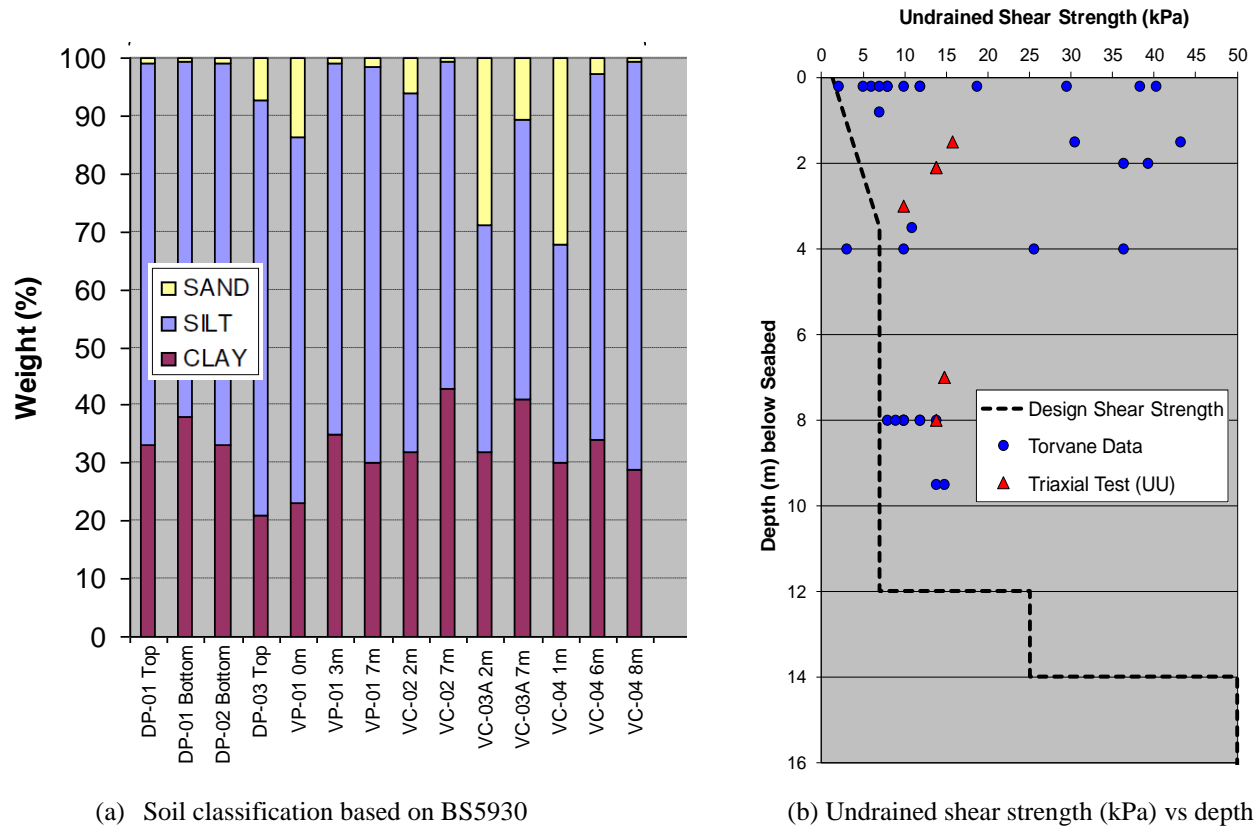 100
90
80
70
60
50
40
30
20
10
0
Weight (%)
SAND
SILT
CLAY
DP-01 Top
DP-01 Bottom
DP-02 Bottom
DP-03 Top
VP-01 0m
VP-01 3m
VP-01 7m
VC-02 2m
VC-02 7m
VC-03A 2m
VC-03A 7m
VC-04 1m
VC-04 6m
VC-04 8m
(a) Soil classification based on BS5930
Undrained Shear Strength (kPa)
0 5 10 15 20 25 30 35 40 45 50
0
2
4
6
8
10
12
14
16
Depth (m) below Seabed
Design Shear Strength
Torvane Data
Triaxial Test (UU)
(b) Undrained shear strength (kPa) vs depth